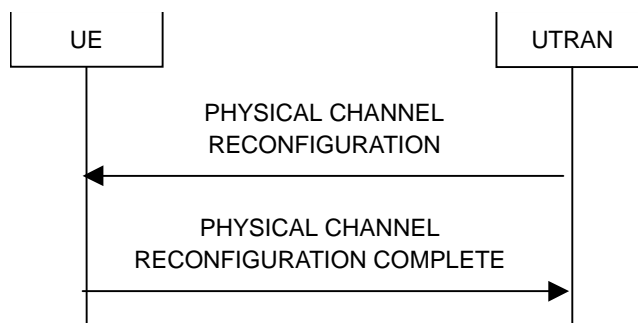 UE
UTRAN
PHYSICAL CHANNEL
RECONFIGURATION
PHYSICAL CHANNEL
RECONFIGURATION COMPLETE